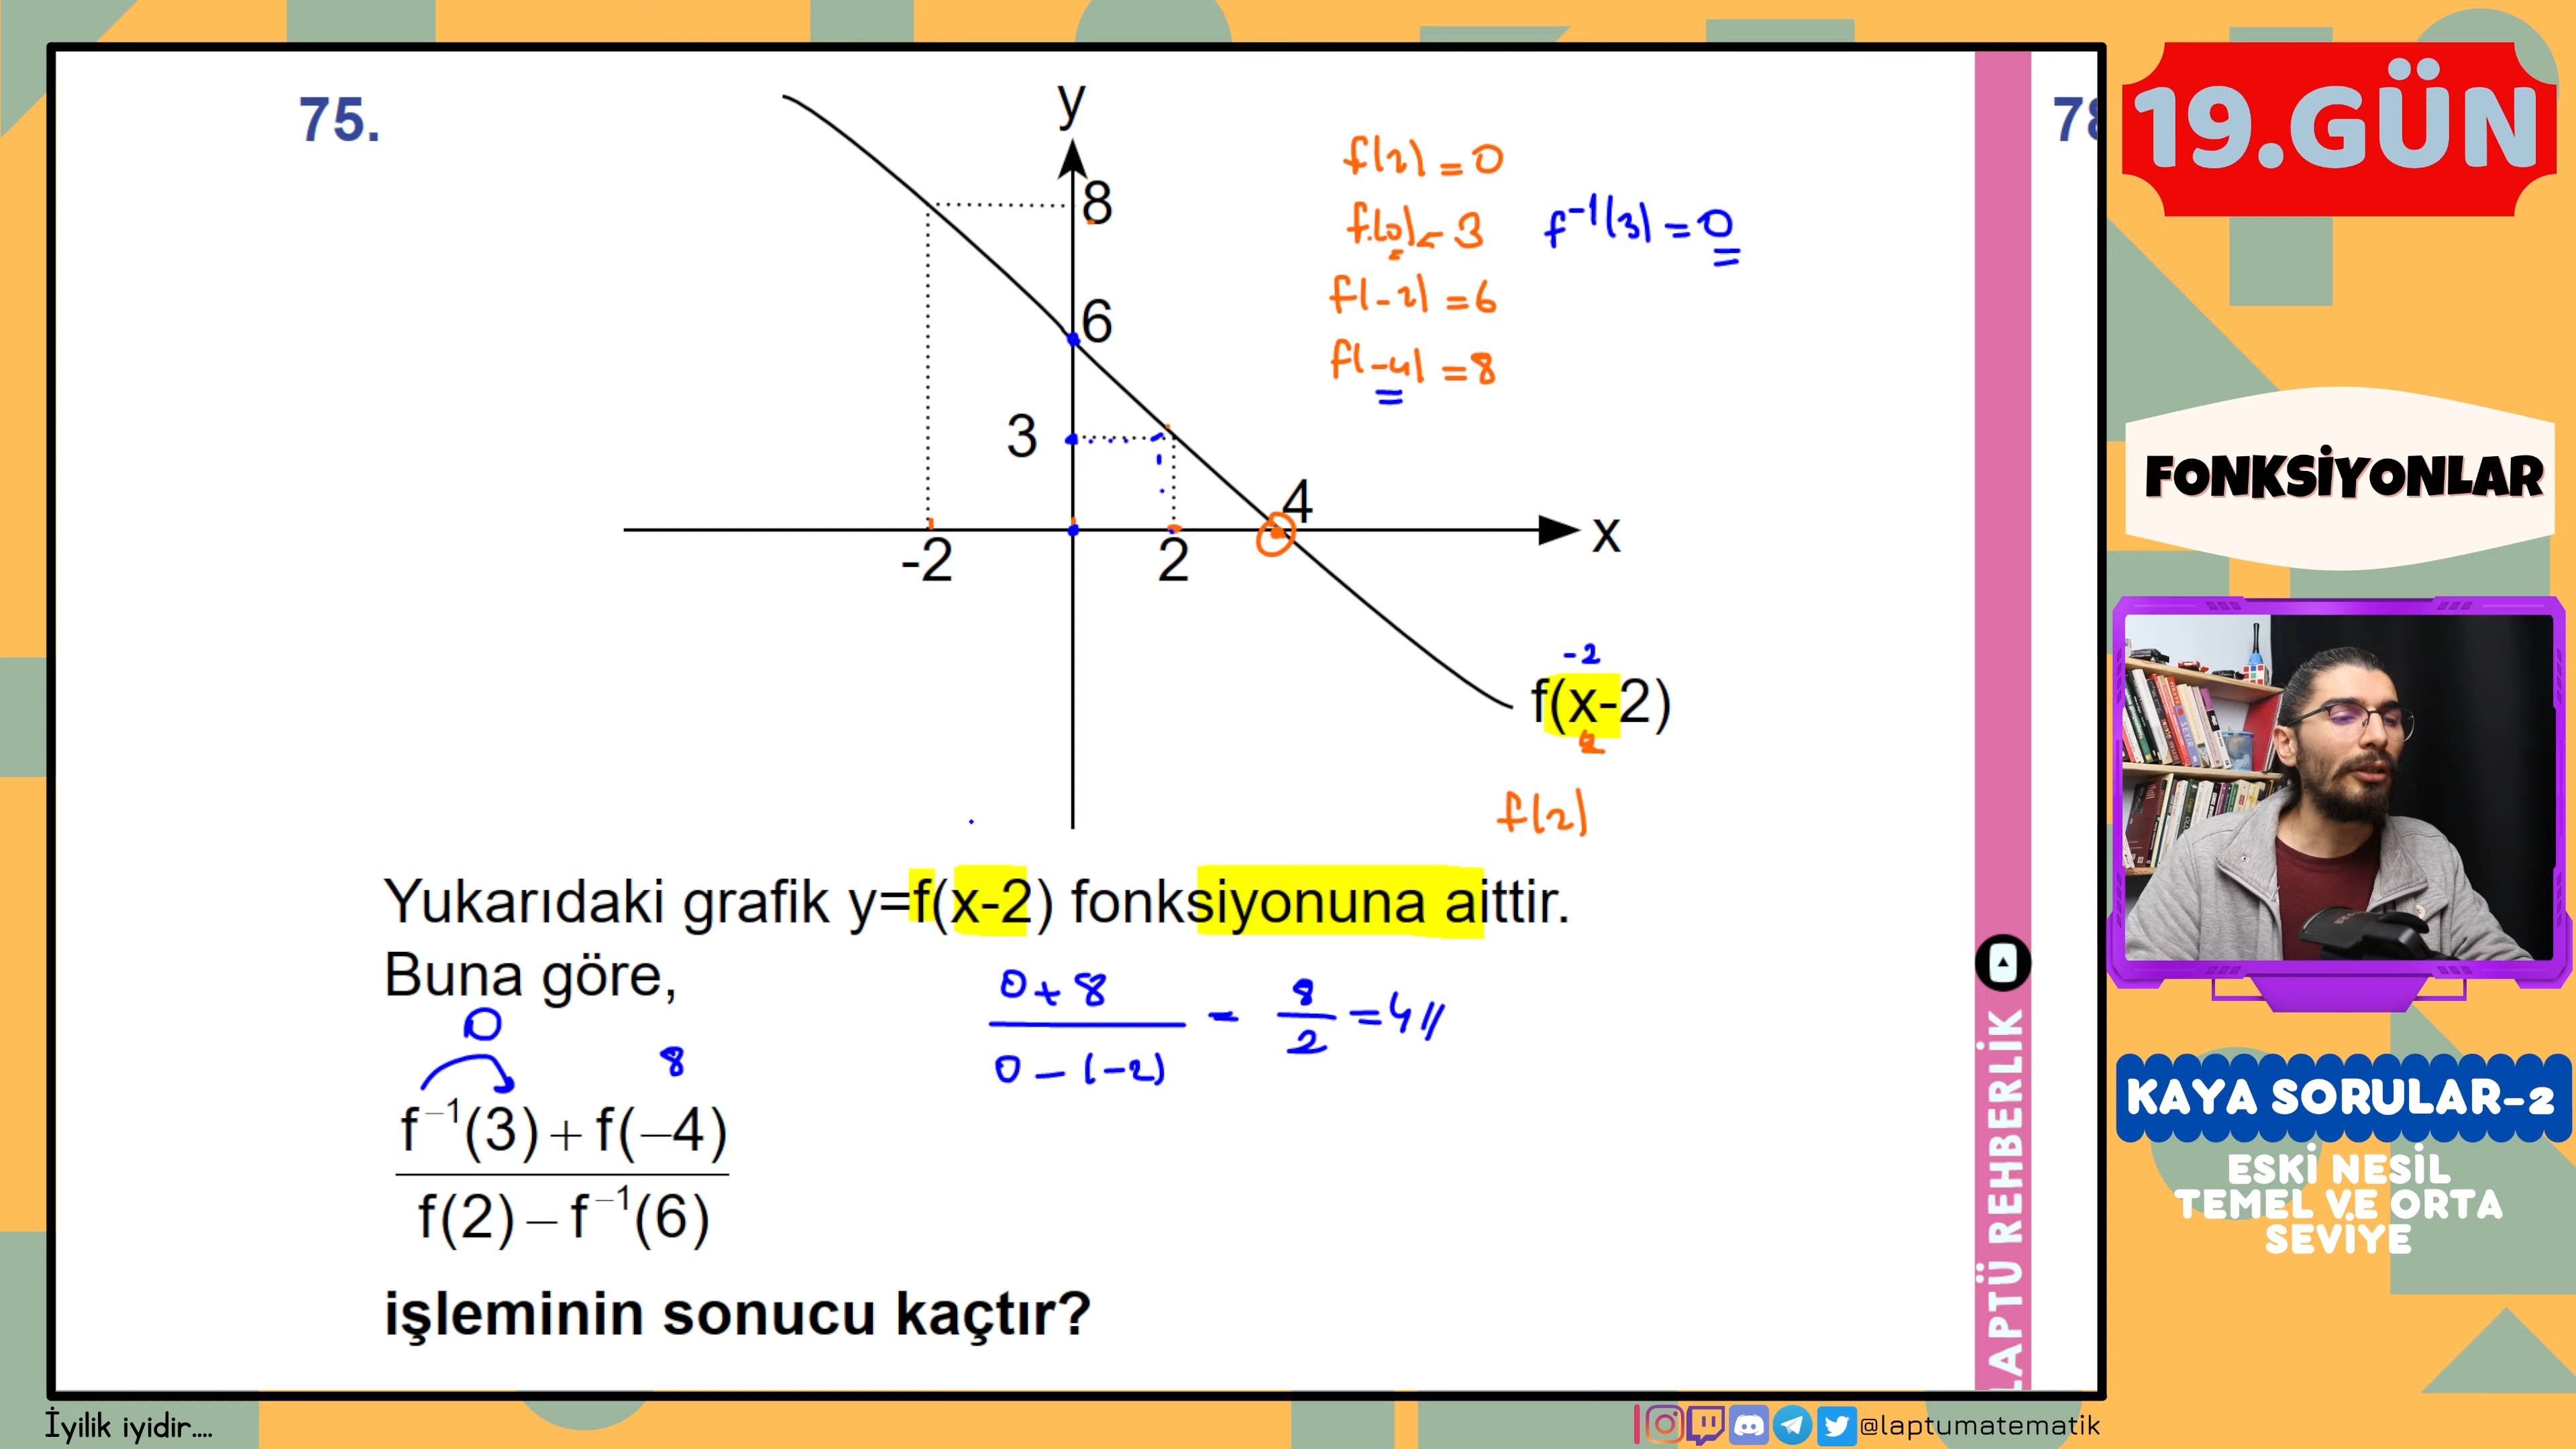 75.
y
8
6
3
4
x
-2
2
f(2) = 0
f(0) = 3
f⁻¹(3) = 0
f(-2) = 6
f(-4) = 8
-2
f(x-2)
f(2)
Yukarıdaki grafik y=f(x-2) fonksiyonuna aittir.
Buna göre,
0
8
f⁻¹(3)+f(−4)
f(2)−f⁻¹(6)
0+8
0-(-2)
-
8
2
=4//
işleminin sonucu kaçtır?
LAPTÜ REHBERLİK
19.GÜN
FONKSİYONLAR
KAYA SORULAR-2
ESKİ NESİL
TEMEL VE ORTA
SEVİYE
İyilik iyidir....
@laptumatematik